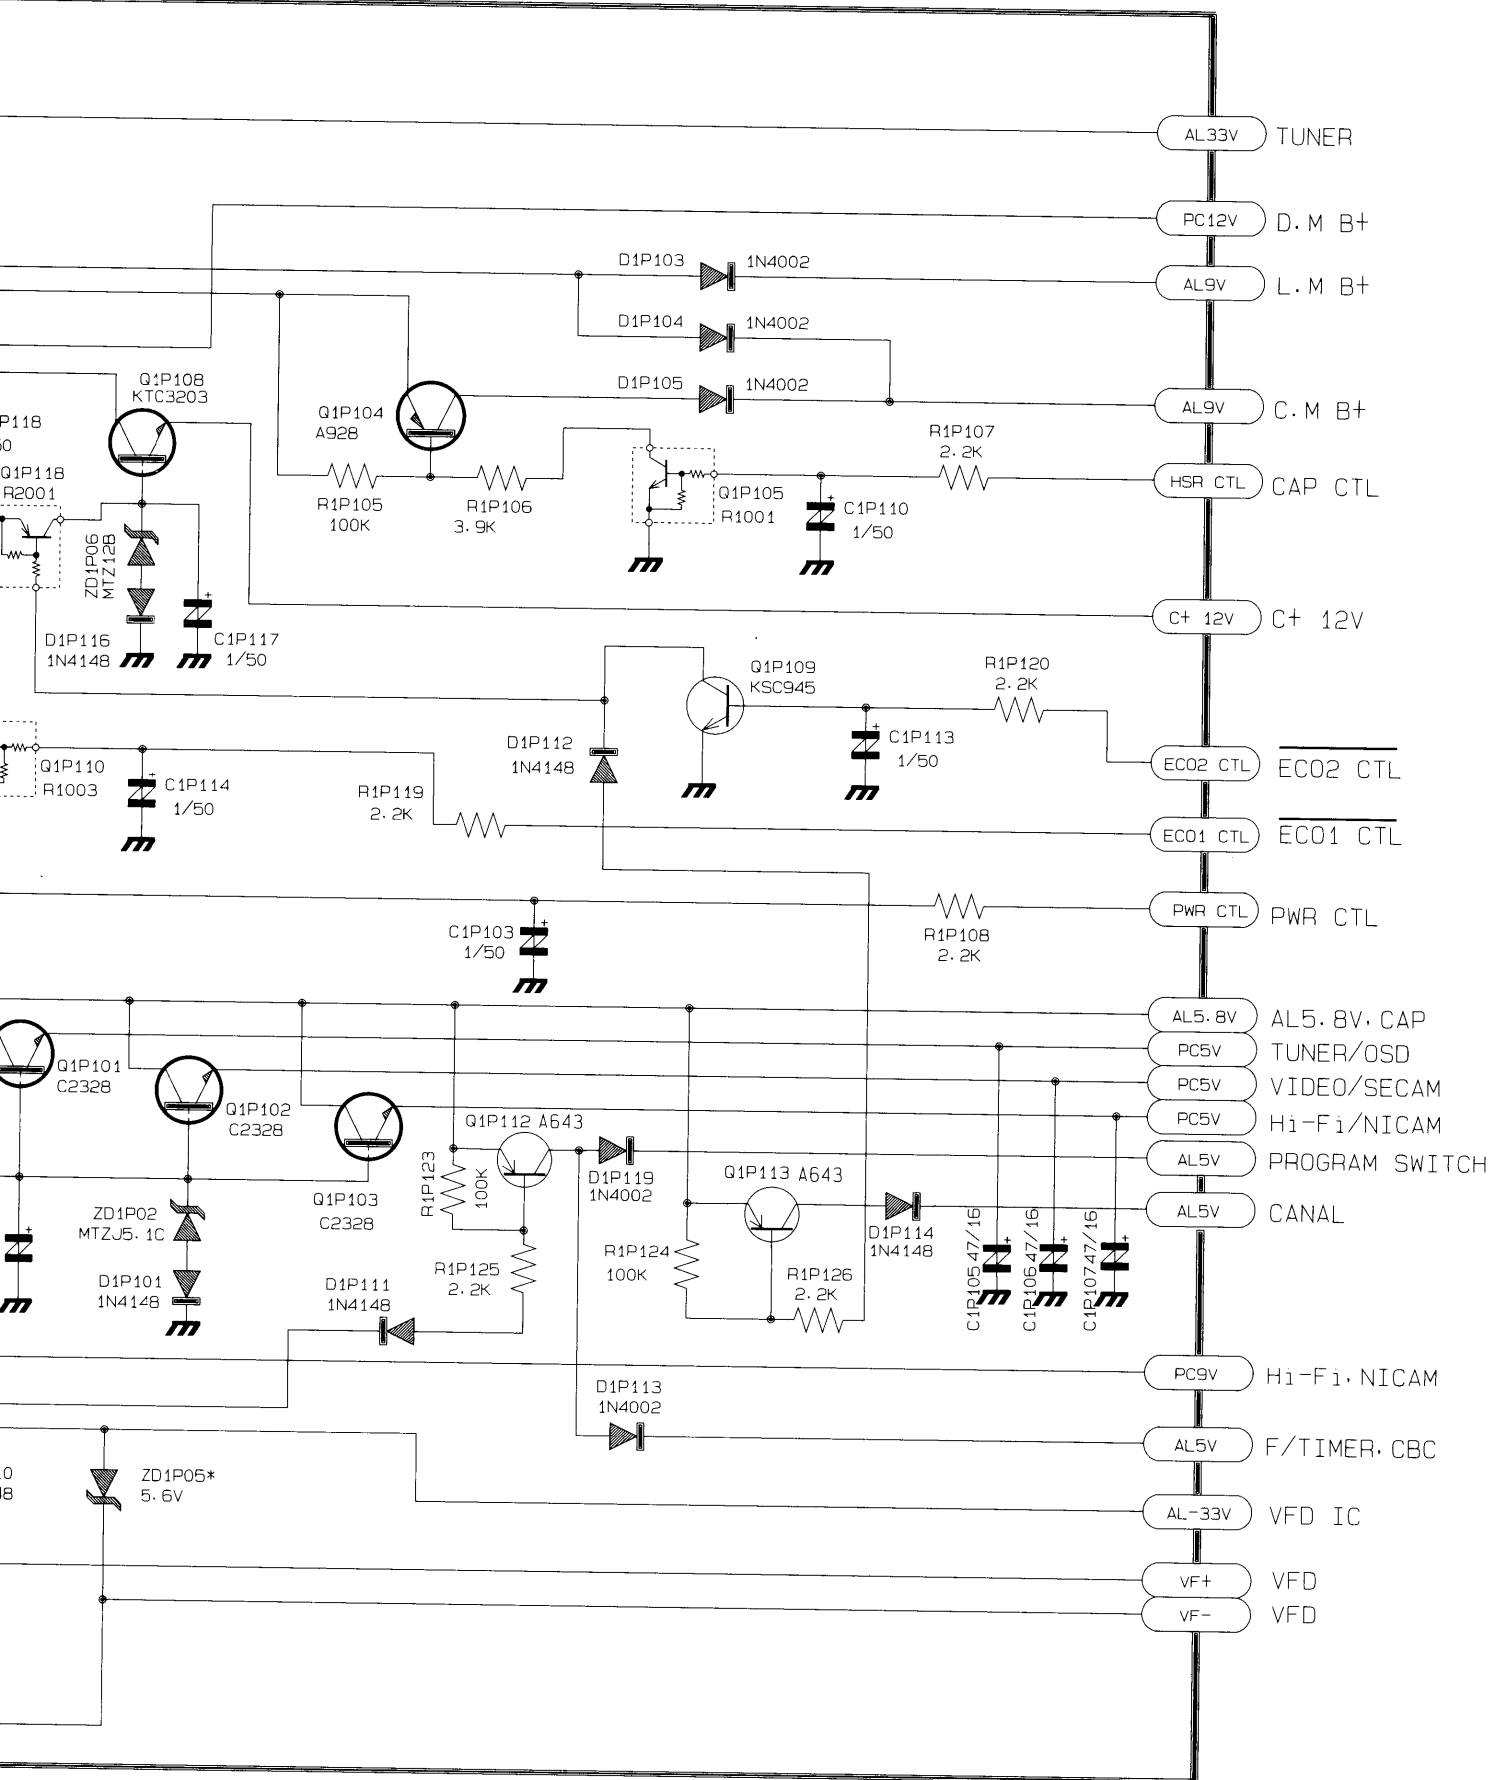 AL33V TUNER
PC12V D.M B+
D1P103 1N4002
AL9V L.M B+
D1P104 1N4002
Q1P108
KTC3203
D1P105 1N4002
AL9V C.M B+
Q1P104
A928
P118
R1P107
2.2K
Q1P118
R2001
HSR CTL CAP CTL
R1P105
100K
R1P106
3.9K
Q1P105
R1001
C1P110
1/50
ZD1P06
MTZ12B
C+ 12V C+ 12V
D1P116
1N4148
C1P117
1/50
Q1P109
KSC945
R1P120
2.2K
D1P112
1N4148
C1P113
1/50
ECO2 CTL ECO2 CTL
Q1P110
R1003
C1P114
1/50
R1P119
2.2K
ECO1 CTL ECO1 CTL
C1P103
1/50
R1P108
2.2K
PWR CTL PWR CTL
AL5.8V AL5.8V.CAP
PC5V TUNER/OSD
PC5V VIDEO/SECAM
PC5V Hi-Fi/NICAM
AL5V PROGRAM SWITCH
AL5V CANAL
Q1P101
C2328
Q1P102
C2328
Q1P103
C2328
Q1P112 A643
R1P123
100K
D1P119
1N4002
Q1P113 A643
D1P114
1N4148
ZD1P02
MTZJ5.1C
D1P101
1N4148
D1P111
1N4148
R1P125
2.2K
R1P124
100K
R1P126
2.2K
C1P105 47/16
C1P106 47/16
C1P107 47/16
PC9V Hi-Fi.NICAM
D1P113
1N4002
AL5V F/TIMER.CBC
ZD1P05*
5.6V
AL-33V VFD IC
VF+ VFD
VF- VFD